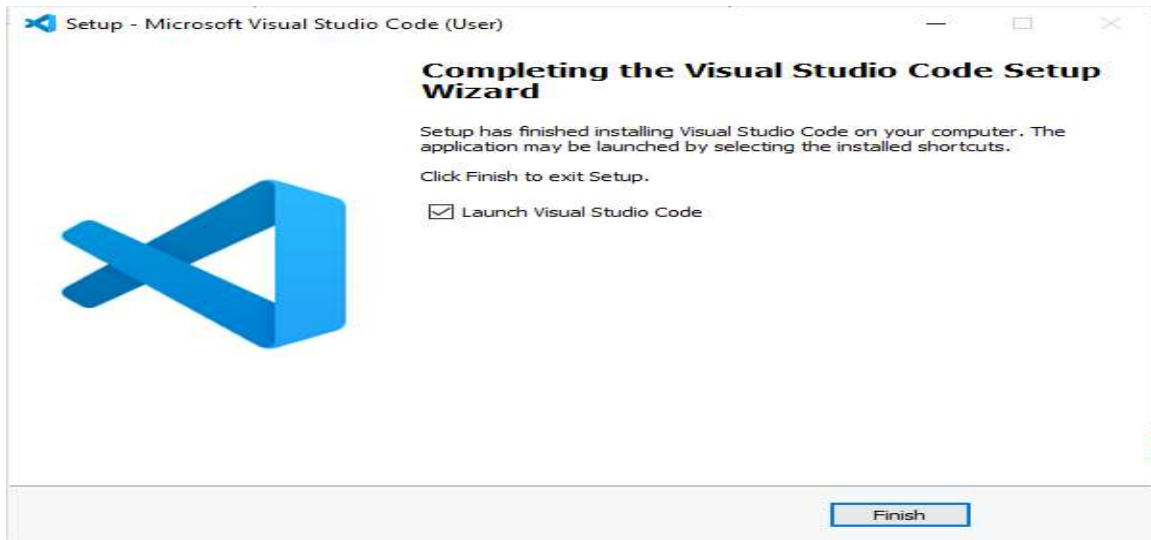 Setup - Microsoft Visual Studio Code (User)
Completing the Visual Studio Code Setup
Wizard
Setup has finished installing Visual Studio Code on your computer. The
application may be launched by selecting the installed shortcuts.
Click Finish to exit Setup.
Launch Visual Studio Code
Finish